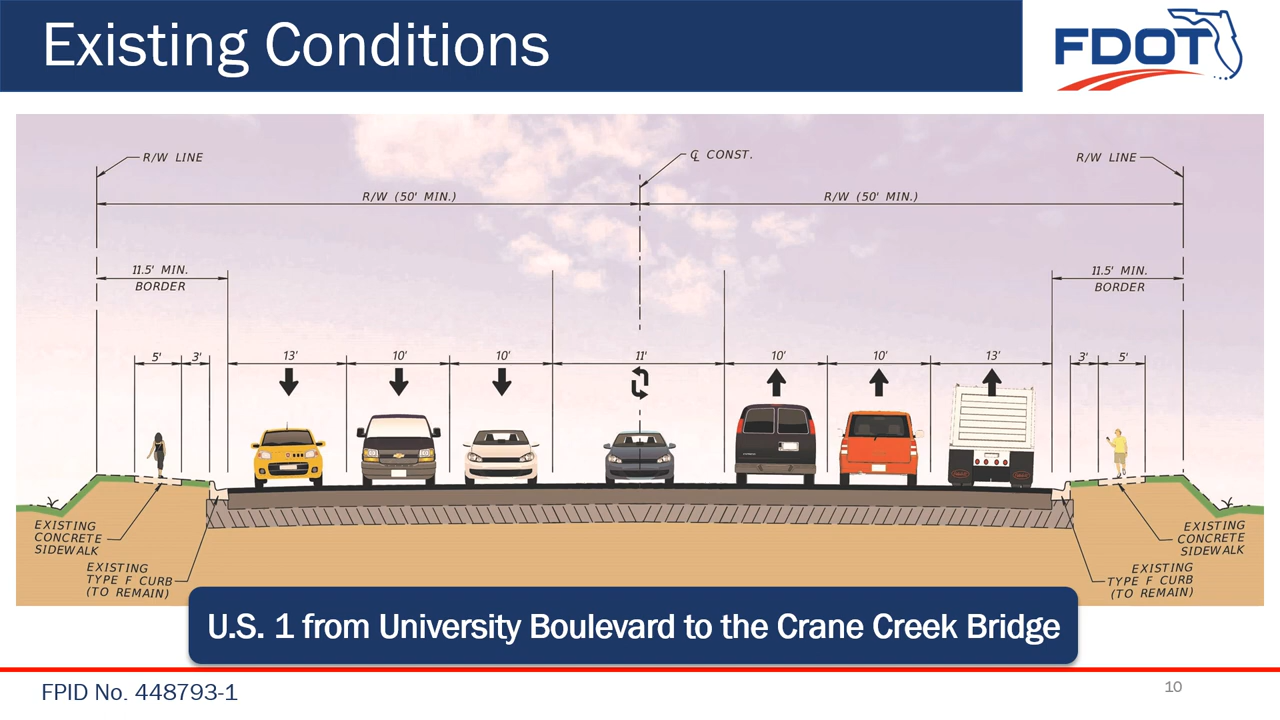 Existing Conditions
FDOT
R/W LINE
℄ CONST.
R/W LINE
R/W (50' MIN.)
R/W (50' MIN.)
11.5' MIN.
BORDER
11.5' MIN.
BORDER
5'
3'
13'
10'
10'
11'
10'
10'
13'
3'
5'
EXISTING
CONCRETE
SIDEWALK
EXISTING
TYPE F CURB
(TO REMAIN)
EXISTING
CONCRETE
SIDEWALK
EXISTING
TYPE F CURB
(TO REMAIN)
U.S. 1 from University Boulevard to the Crane Creek Bridge
FPID No. 448793-1
10